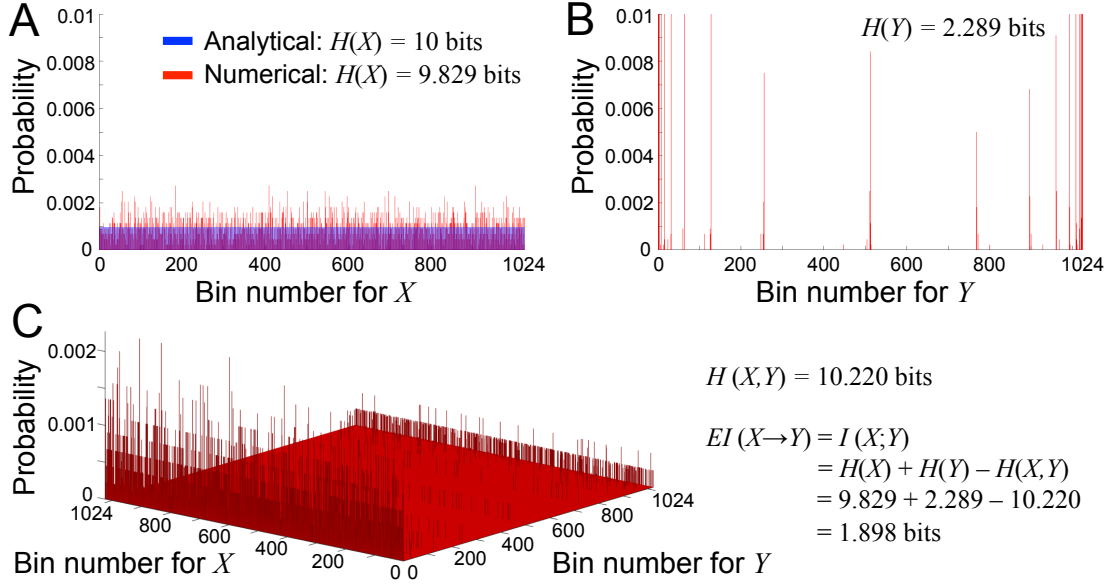 A
0.01
0.008
0.006
0.004
0.002
0
Probability
Analytical: H(X) = 10 bits
Numerical: H(X) = 9.829 bits
0 200 400 600 800 1024
Bin number for X
B
0.01
0.008
0.006
0.004
0.002
0
Probability
H(Y) = 2.289 bits
0 200 400 600 800 1024
Bin number for Y
C
0.002
0.001
0
Probability
1024 800 600 400 200 0
Bin number for X
0 200 400 600 800 1024
Bin number for Y
H (X,Y) = 10.220 bits
EI (X→Y) = I (X;Y)
= H(X) + H(Y) – H(X,Y)
= 9.829 + 2.289 – 10.220
= 1.898 bits